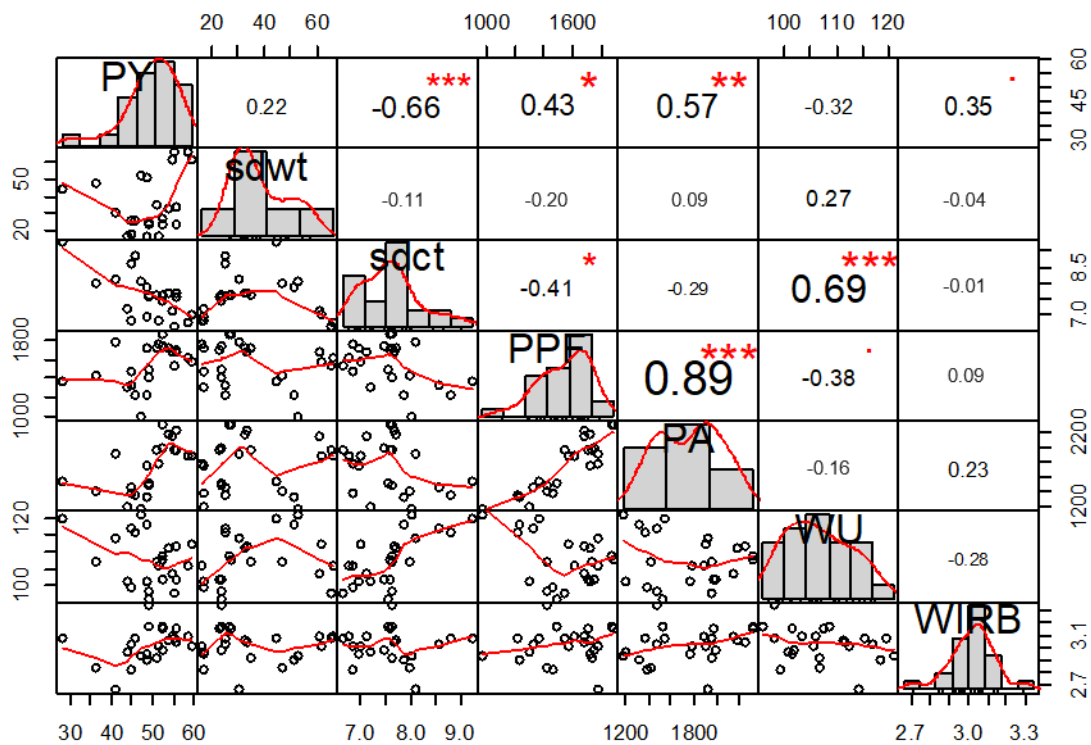 20 40 60 1000 1600 100 110 120
PY 0.22 -0.66 *** 0.43 * 0.57 ** -0.32 0.35 . 30 45 60
20 50 sdwt -0.11 -0.20 0.09 0.27 -0.04
sdct -0.41 * -0.29 0.69 *** -0.01 7.0 8.5
1000 1800 PPF 0.89 *** -0.38 . 0.09
PA -0.16 0.23 1200 2200
100 120 WU -0.28
WIRB 2.7 3.1
30 40 50 60 7.0 8.0 9.0 1200 1800 2.7 3.0 3.3